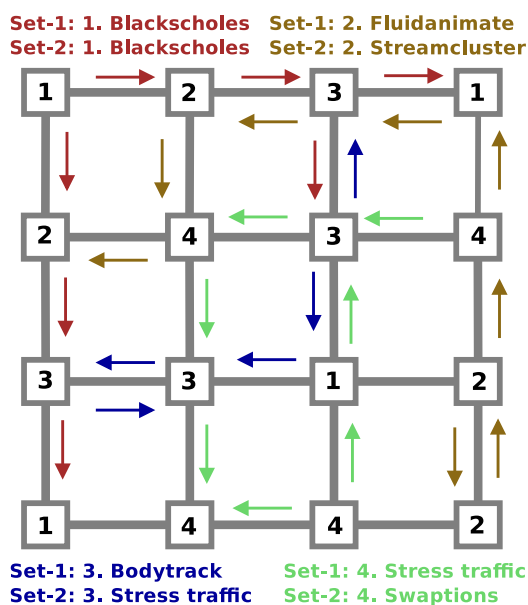 Set-1: 1. Blackscholes Set-1: 2. Fluidanimate
Set-2: 1. Blackscholes Set-2: 2. Streamcluster
1 2 3 1
2 4 3 4
3 3 1 2
1 4 4 2
Set-1: 3. Bodytrack Set-1: 4. Stress traffic
Set-2: 3. Stress traffic Set-2: 4. Swaptions